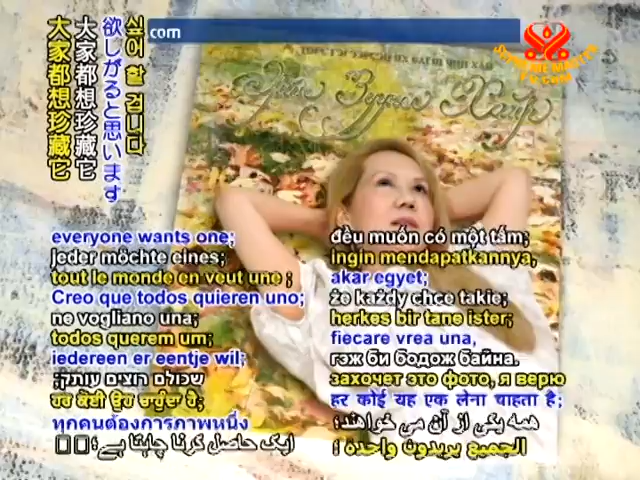 com
SUPREME MASTER
TV.com
싶어 할 겁니다
欲しがると思います
大家都想珍藏它
大家都想珍藏它
everyone wants one;
jeder möchte eines;
tout le monde en veut une ;
Creo que todos quieren uno;
ne vogliano una;
todos querem um;
iedereen er eentje wil;
שכולם רוצים עותק;
ਹਰ ਕੋਈ ਉਹ ਚਾਹੁੰਦਾ ਹੈ;
ทุกคนต้องการภาพหนึ่ง
ایک حاصل کرنا چاہتا ہے؛
đều muốn có một tấm;
ingin mendapatkannya,
akar egyet;
że każdy chce takie;
herkes bir tane ister;
fiecare vrea una,
гэж би бодож байна.
захочет это фото, я верю
हर कोई यह एक लेना चाहता है;
همه یکی از آن می خواهند؛
الجميع يريدون واحدة ؛